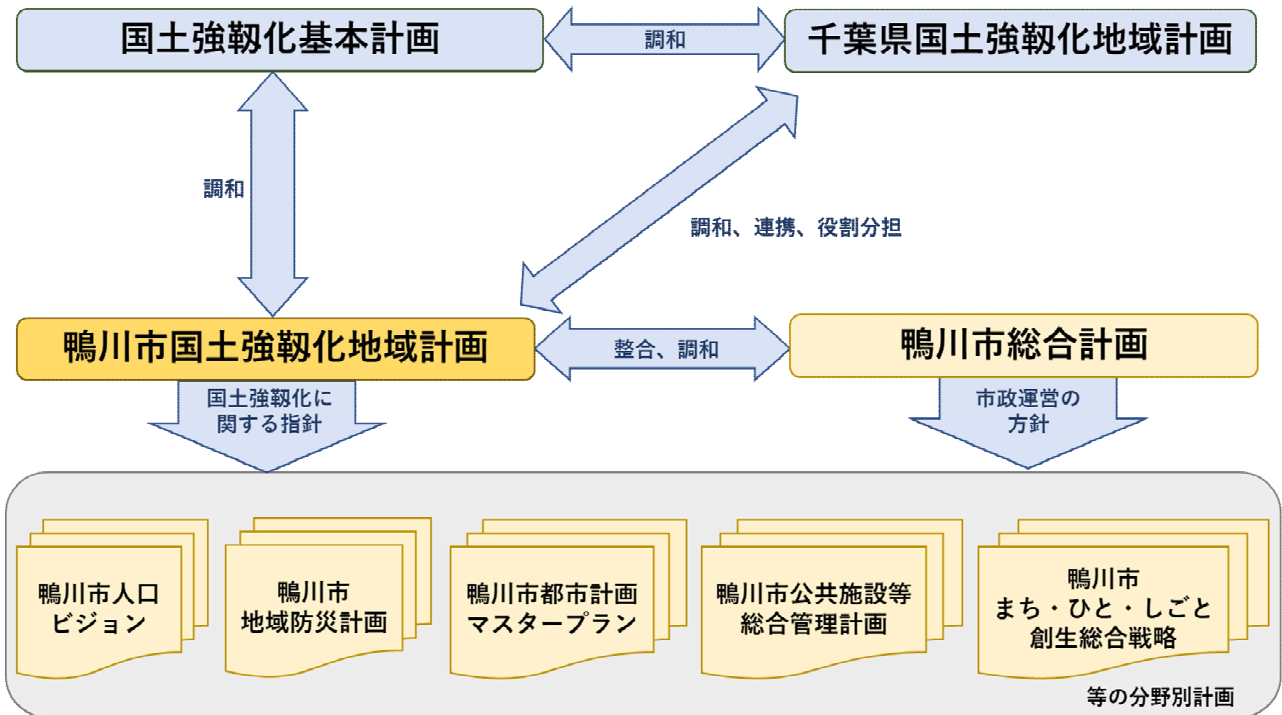 国土強靱化基本計画
調和
千葉県国土強靱化地域計画
調和
調和、連携、役割分担
鴨川市国土強靱化地域計画
整合、調和
鴨川市総合計画
国土強靱化に
関する指針
市政運営の
方針
鴨川市人口
ビジョン
鴨川市
地域防災計画
鴨川市都市計画
マスタープラン
鴨川市公共施設等
総合管理計画
鴨川市
まち・ひと・しごと
創生総合戦略
等の分野別計画